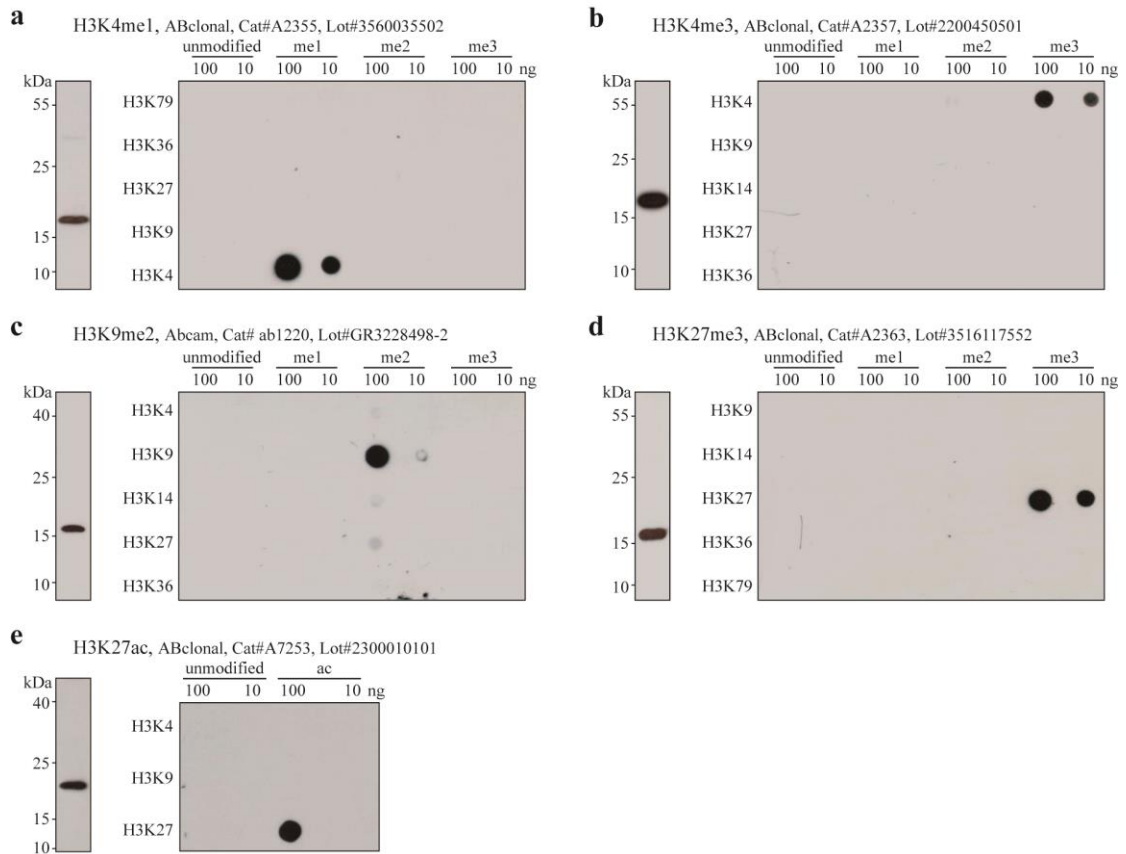 a
H3K4me1, ABclonal, Cat#A2355, Lot#3560035502
unmodified me1 me2 me3
100 10 100 10 100 10 100 10 ng
kDa
55
25
15
10
H3K79
H3K36
H3K27
H3K9
H3K4
b
H3K4me3, ABclonal, Cat#A2357, Lot#2200450501
unmodified me1 me2 me3
100 10 100 10 100 10 100 10 ng
kDa
55
25
15
10
H3K4
H3K9
H3K14
H3K27
H3K36
c
H3K9me2, Abcam, Cat# ab1220, Lot#GR3228498-2
unmodified me1 me2 me3
100 10 100 10 100 10 100 10 ng
kDa
40
25
15
10
H3K4
H3K9
H3K14
H3K27
H3K36
d
H3K27me3, ABclonal, Cat#A2363, Lot#3516117552
unmodified me1 me2 me3
100 10 100 10 100 10 100 10 ng
kDa
55
25
15
10
H3K9
H3K14
H3K27
H3K36
H3K79
e
H3K27ac, ABclonal, Cat#A7253, Lot#2300010101
unmodified ac
100 10 100 10 ng
kDa
40
25
15
10
H3K4
H3K9
H3K27